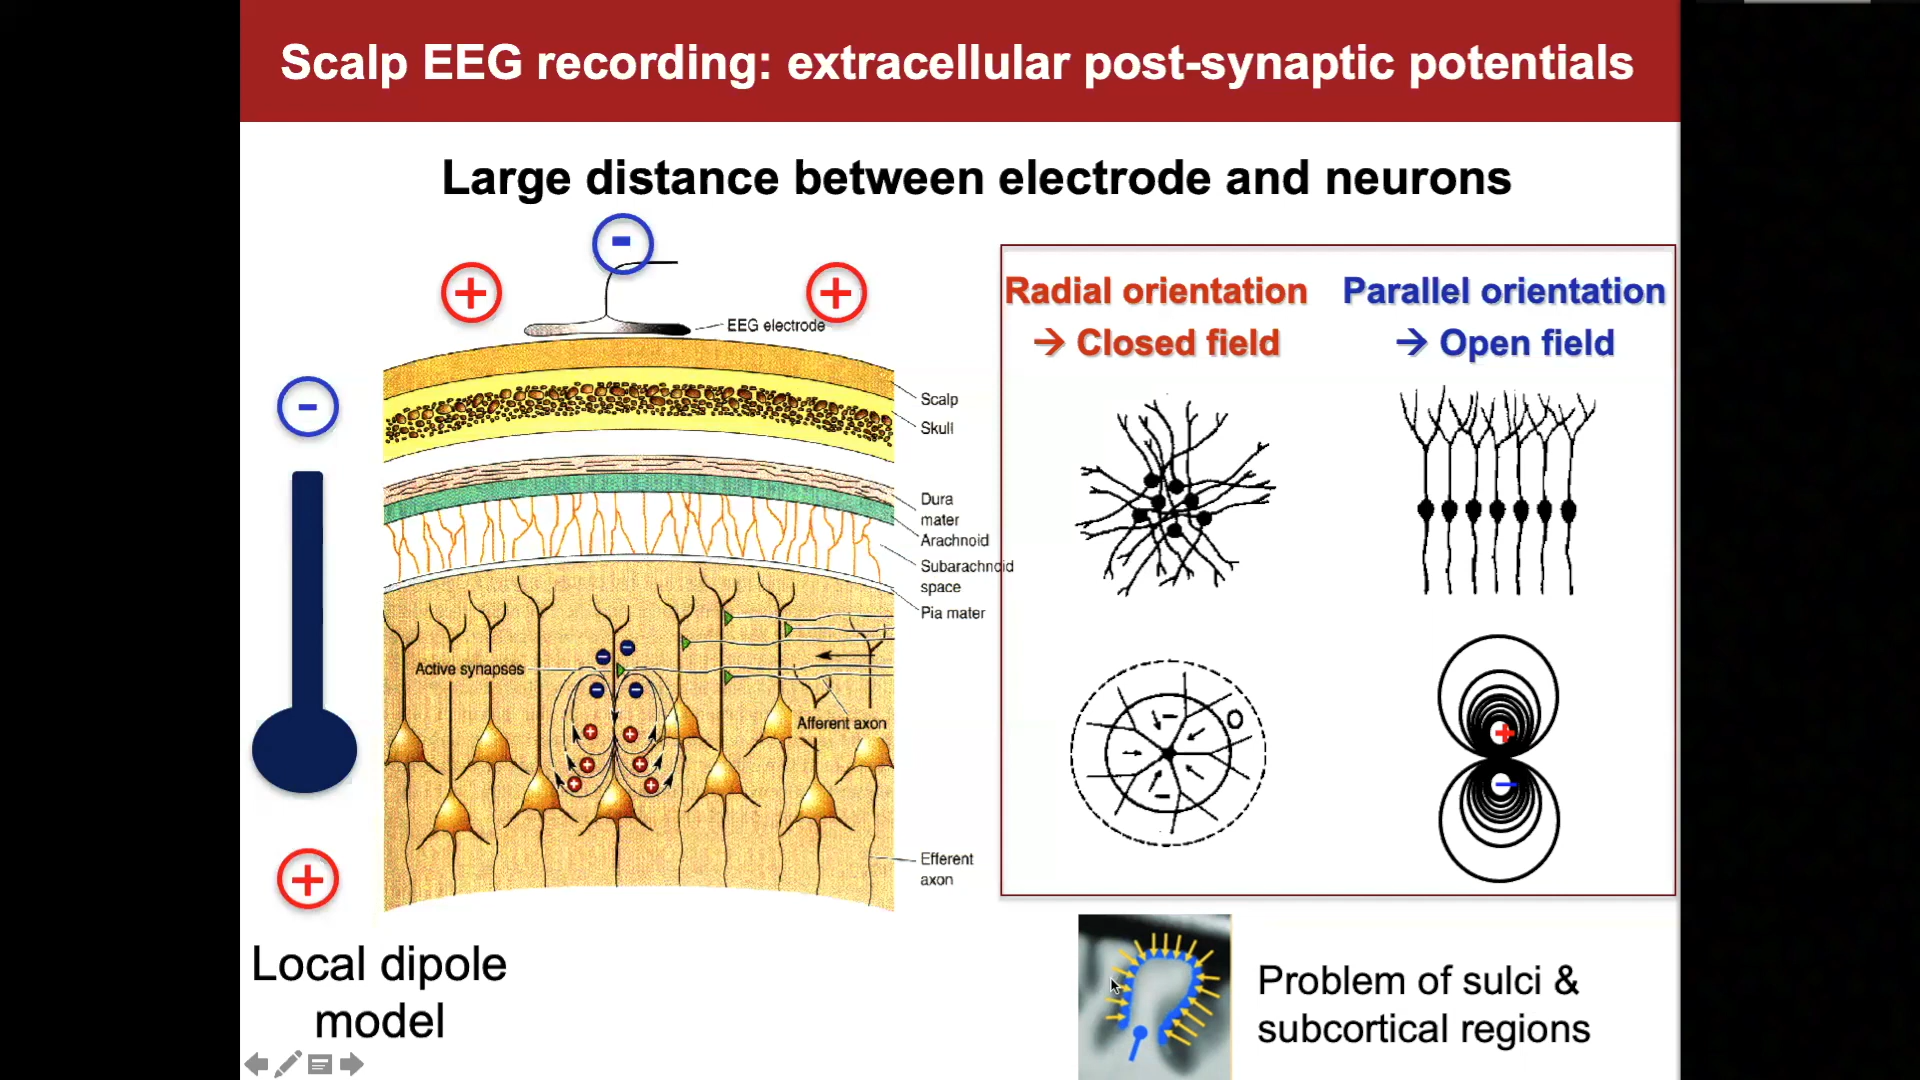 Scalp EEG recording: extracellular post-synaptic potentials
Large distance between electrode and neurons
-
+
+
EEG electrode
-
Scalp
Skull
Dura
mater
Arachnoid
Subarachnoid
space
Pia mater
Active synapses
Afferent axon
Efferent
axon
+
Local dipole
model
Radial orientation
→ Closed field
Parallel orientation
→ Open field
+
-
Problem of sulci &
subcortical regions